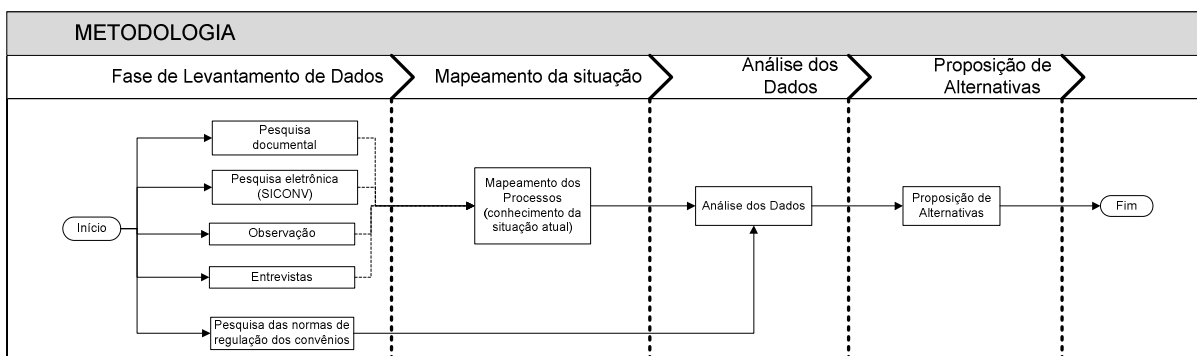 METODOLOGIA
Fase de Levantamento de Dados
Mapeamento da situação
Análise dos
Dados
Proposição de
Alternativas
Pesquisa
documental
Pesquisa eletrônica
(SICONV)
Início
Observação
Entrevistas
Pesquisa das normas de
regulação dos convênios
Mapeamento dos
Processos
(conhecimento da
situação atual)
Análise dos Dados
Proposição de
Alternativas
Fim